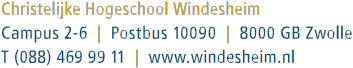 Christelijke Hogeschool Windesheim
Campus 2-6 | Postbus 10090 | 8000 GB Zwolle
T (088) 469 99 11 | www.windesheim.nl